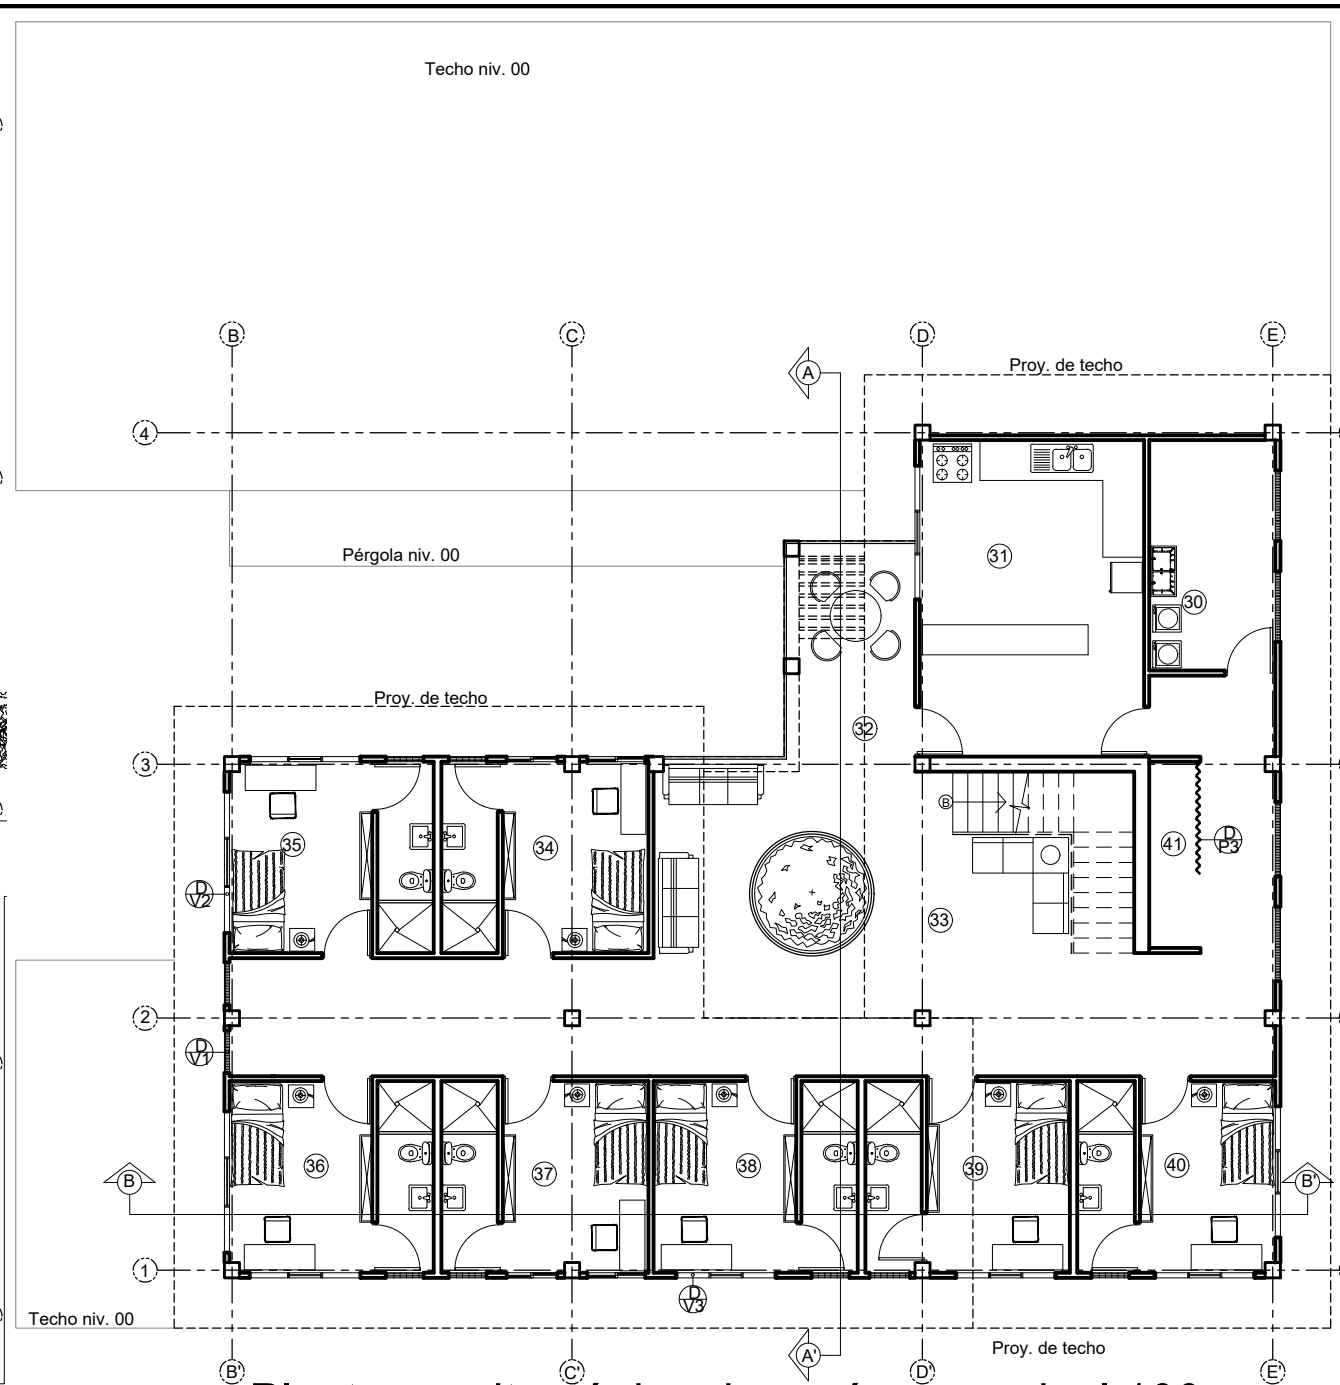 Techo niv. 00
B
C
D
E
A
Proy. de techo
4
31
Pérgola niv. 00
30
Proy. de techo
32
3
B
35
34
41
D
P3
D
V2
33
2
D
V1
36
37
38
39
40
B
B'
1
D
V3
Techo niv. 00
Proy. de techo
A'
B'
C'
D'
E'